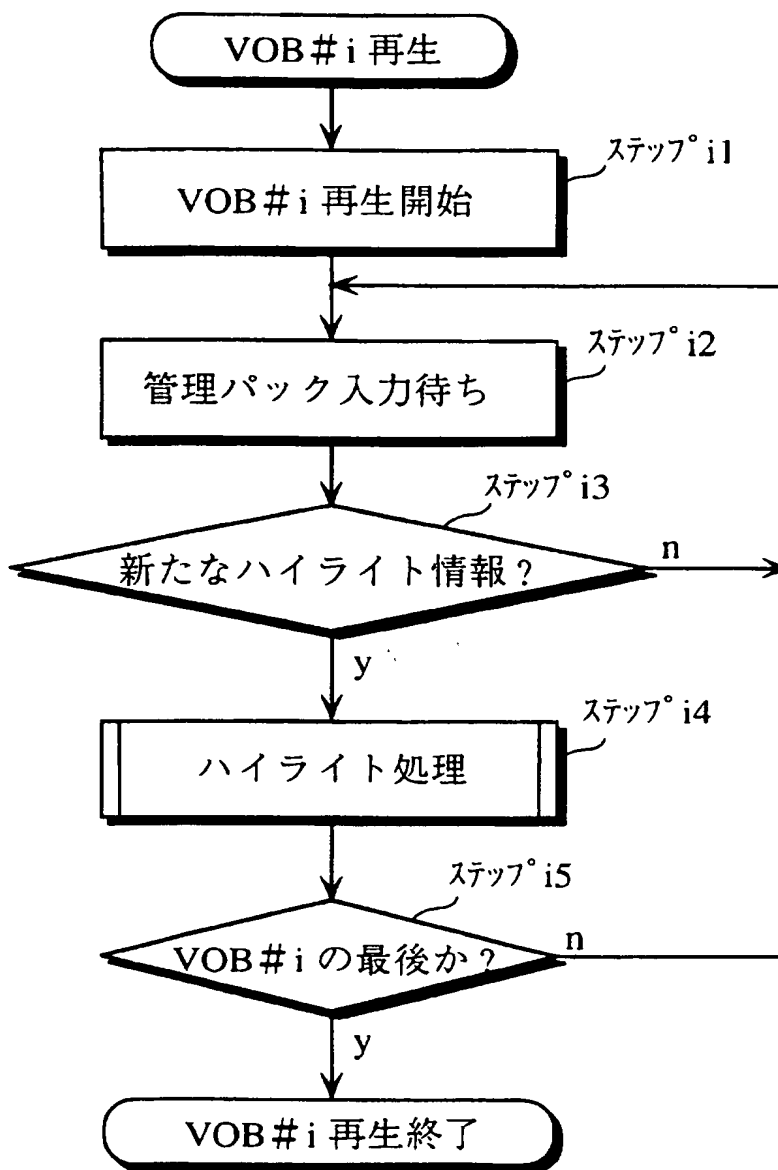 VOB#i 再生
ステップi1
VOB#i 再生開始
ステップi2
管理パック入力待ち
ステップi3
新たなハイライト情報?
n
y
ステップi4
ハイライト処理
ステップi5
VOB#i の最後か?
n
y
VOB#i 再生終了